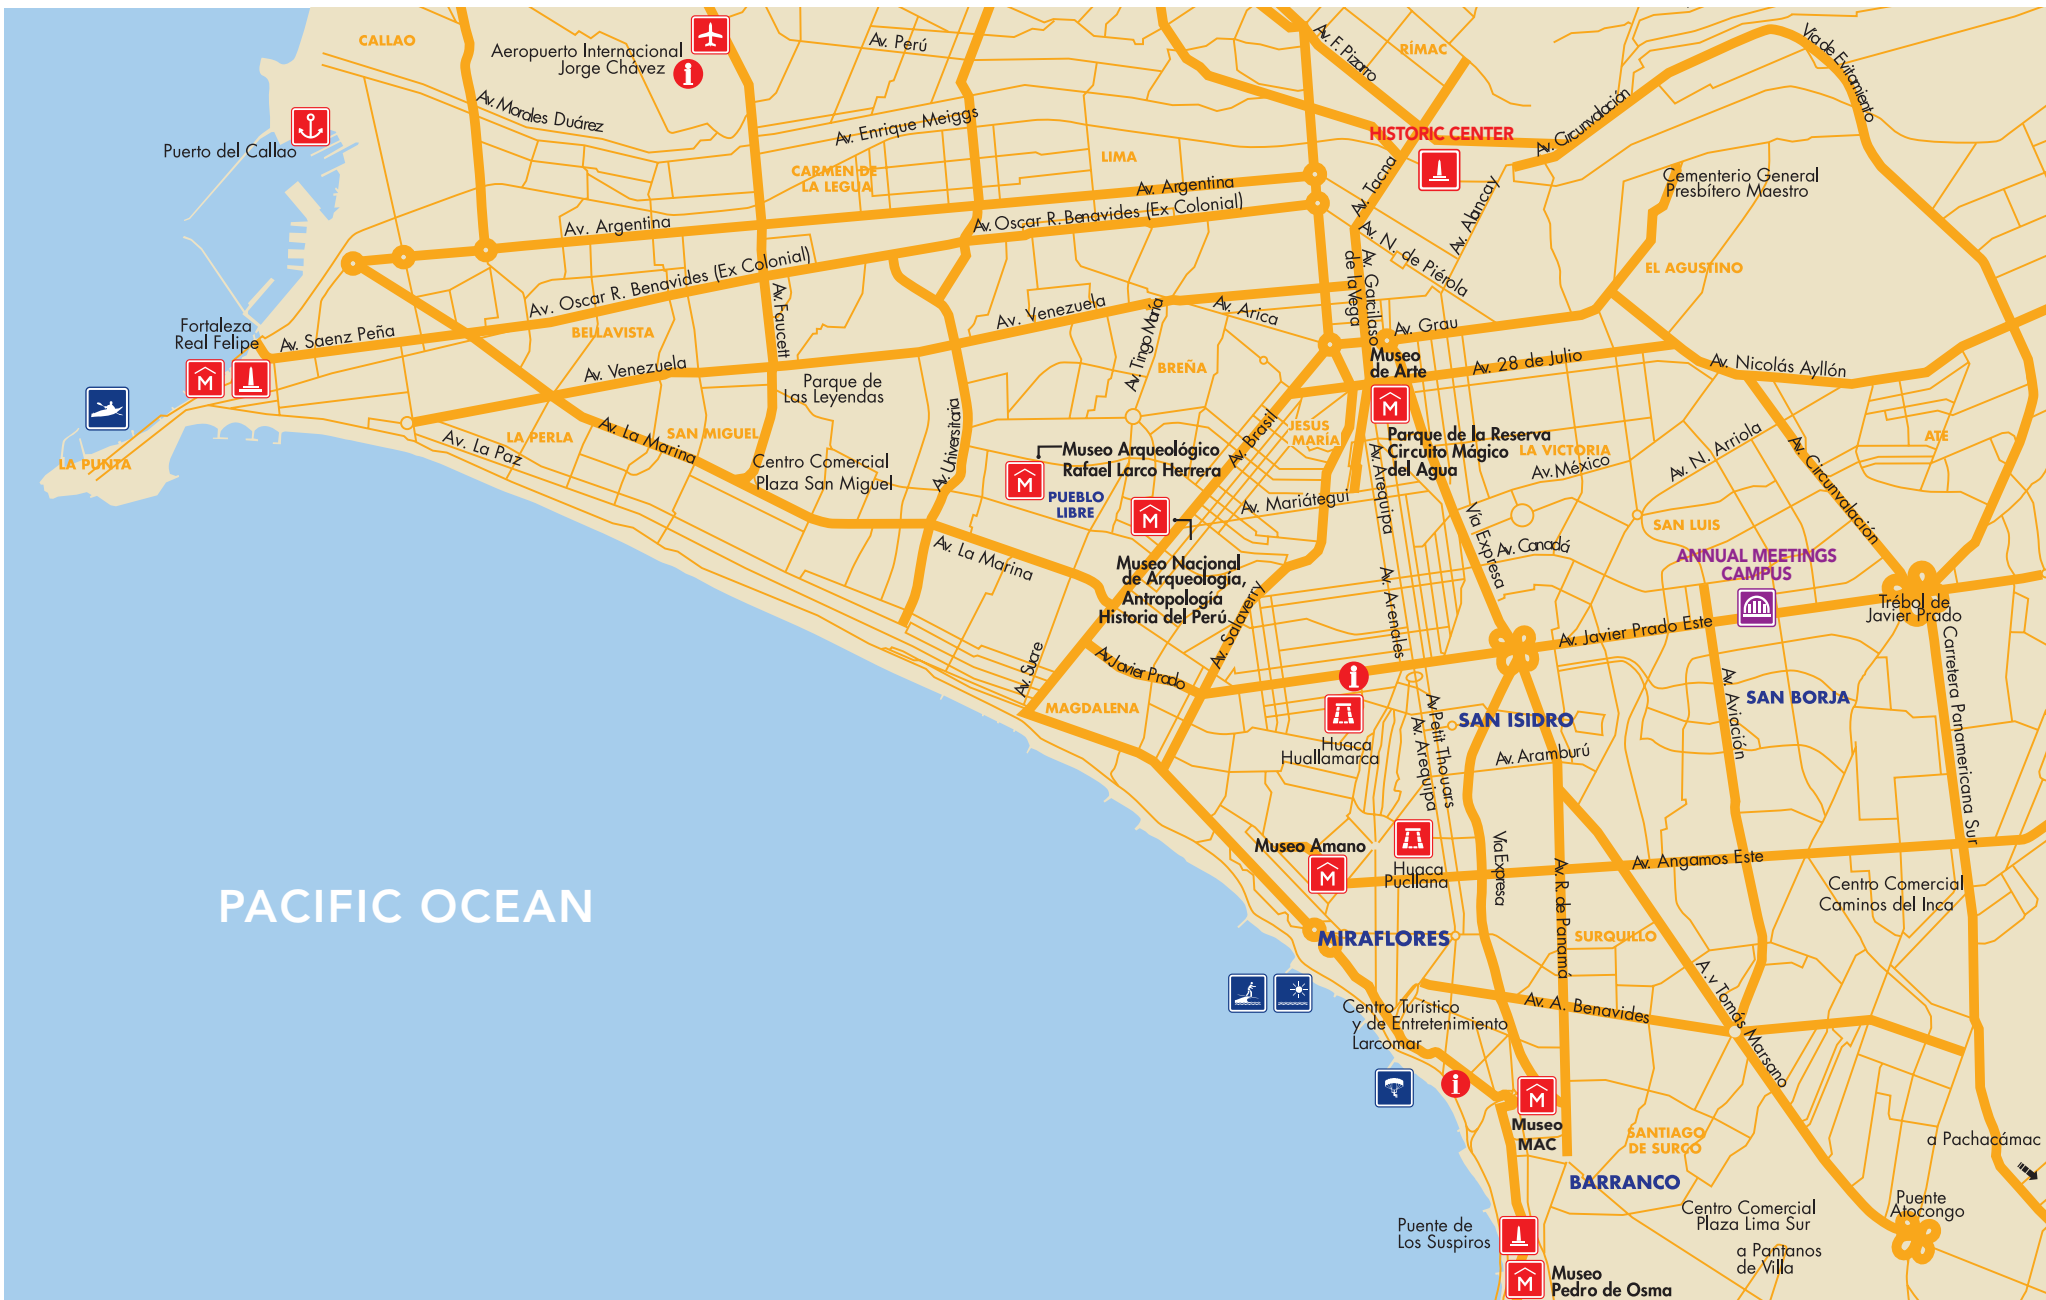 CALLAO
Aeropuerto Internacional
Jorge Chávez
i
Av. Perú
Av. F. Pizarro
RÍMAC
Vía de Evitamiento
Puerto del Callao
Av. Morales Duárez
Av. Enrique Meiggs
LIMA
CARMEN DE
LA LEGUA
HISTORIC CENTER
Av. Circunvalación
Av. Tacna
Av. Abancay
Cementerio General
Presbítero Maestro
Av. Argentina
Av. Argentina
Av. Oscar R. Benavides (Ex Colonial)
Av. Oscar R. Benavides (Ex Colonial)
Av. N. de Piérola
Av. Garcilaso
de la Vega
EL AGUSTINO
Fortaleza
Real Felipe
Av. Saenz Peña
BELLAVISTA
Av. Faucett
Av. Venezuela
Av. Venezuela
Av. Tingo María
Av. Arica
Av. Grau
BREÑA
Museo
de Arte
Av. 28 de Julio
Av. Nicolás Ayllón
M
M
Parque de
Las Leyendas
LA PUNTA
LA PERLA
Av. La Paz
Av. La Marina
SAN MIGUEL
Centro Comercial
Plaza San Miguel
Av. Universitaria
Museo Arqueológico
Rafael Larco Herrera
M
PUEBLO
LIBRE
M
Av. Brasil
JESÚS
MARÍA
Av. Mariátegui
Parque de la Reserva
Circuito Mágico
del Agua
Av. Arequipa
LA VICTORIA
Av. México
Av. N. Arriola
Av. Circunvalación
ATE
SAN LUIS
Vía Expresa
Av. Canadá
ANNUAL MEETINGS
CAMPUS
Av. La Marina
Museo Nacional
de Arqueología,
Antropología
Historia del Perú
Av. Salaverry
Av. Arenales
Trébol de
Javier Prado
Av. Javier Prado Este
Av. Sucre
Av. Javier Prado
i
MAGDALENA
Huaca
Huallamarca
SAN ISIDRO
SAN BORJA
Av. Aviación
Carretera Panamericana Sur
Av. Petit Thouars
Av. Arequipa
Av. Aramburú
Museo Amano
M
Huaca
Pucllana
Vía Expresa
Av. R. de Panamá
Av. Angamos Este
Centro Comercial
Caminos del Inca
PACIFIC OCEAN
MIRAFLORES
SURQUILLO
Centro Turístico
y de Entretenimiento
Larcomar
Av. A. Benavides
A.v Tomás Marsano
i
M
Museo
MAC
SANTIAGO
DE SURCO
a Pachacámac
BARRANCO
Puente
Atocongo
Centro Comercial
Plaza Lima Sur
Puente de
Los Suspiros
a Pantanos
de Villa
M
Museo
Pedro de Osma